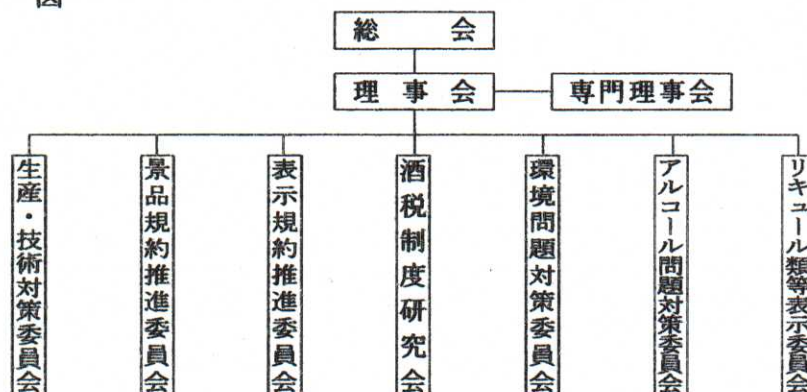 図
総会
理事会
専門理事会
生産・技術対策委員会
景品規約推進委員会
表示規約推進委員会
酒税制度研究会
環境問題対策委員会
アルコール問題対策委員会
リキュール類等表示委員会